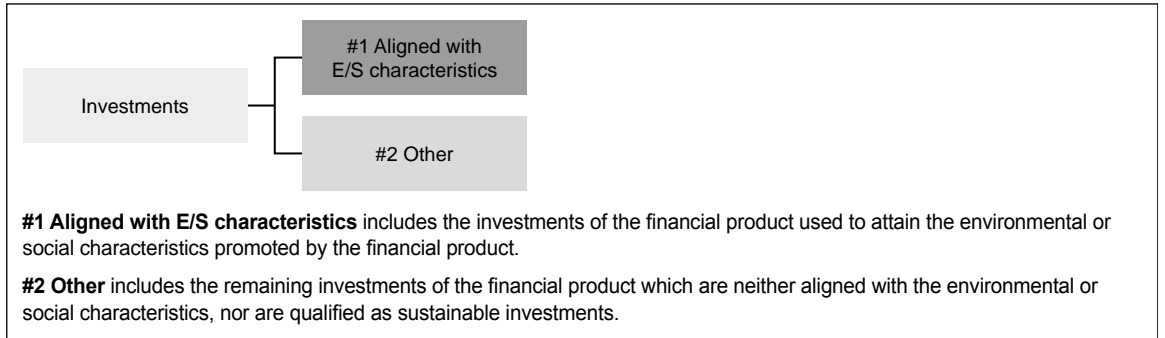 #1 Aligned with
E/S characteristics
Investments
#2 Other
#1 Aligned with E/S characteristics includes the investments of the financial product used to attain the environmental or
social characteristics promoted by the financial product.
#2 Other includes the remaining investments of the financial product which are neither aligned with the environmental or
social characteristics, nor are qualified as sustainable investments.